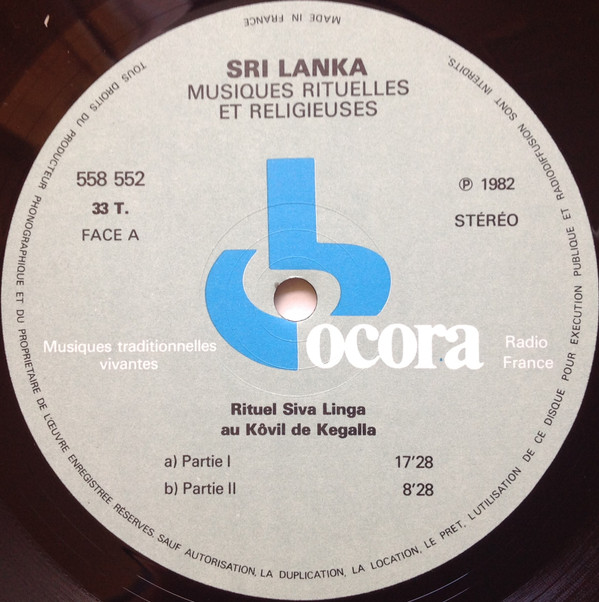 MADE IN FRANCE
TOUS DROITS DU PRODUCTEUR PHONOGRAPHIQUE ET DU PROPRIETAIRE DE L'ŒUVRE ENREGISTREE RÉSERVÉS. SAUF AUTORISATION, LA DUPLICATION, LA LOCATION, LE PRET, L'UTILISATION DE CE DISQUE POUR EXECUTION PUBLIQUE ET RADIODIFFUSION SONT INTERDITS.
SRI LANKA
MUSIQUES RITUELLES
ET RELIGIEUSES
558 552
33 T.
FACE A
℗ 1982
STÉRÉO
Musiques traditionnelles
vivantes
ocora
Radio
France
Rituel Siva Linga
au Kôvil de Kegalla
a) Partie I 17'28
b) Partie II 8'28